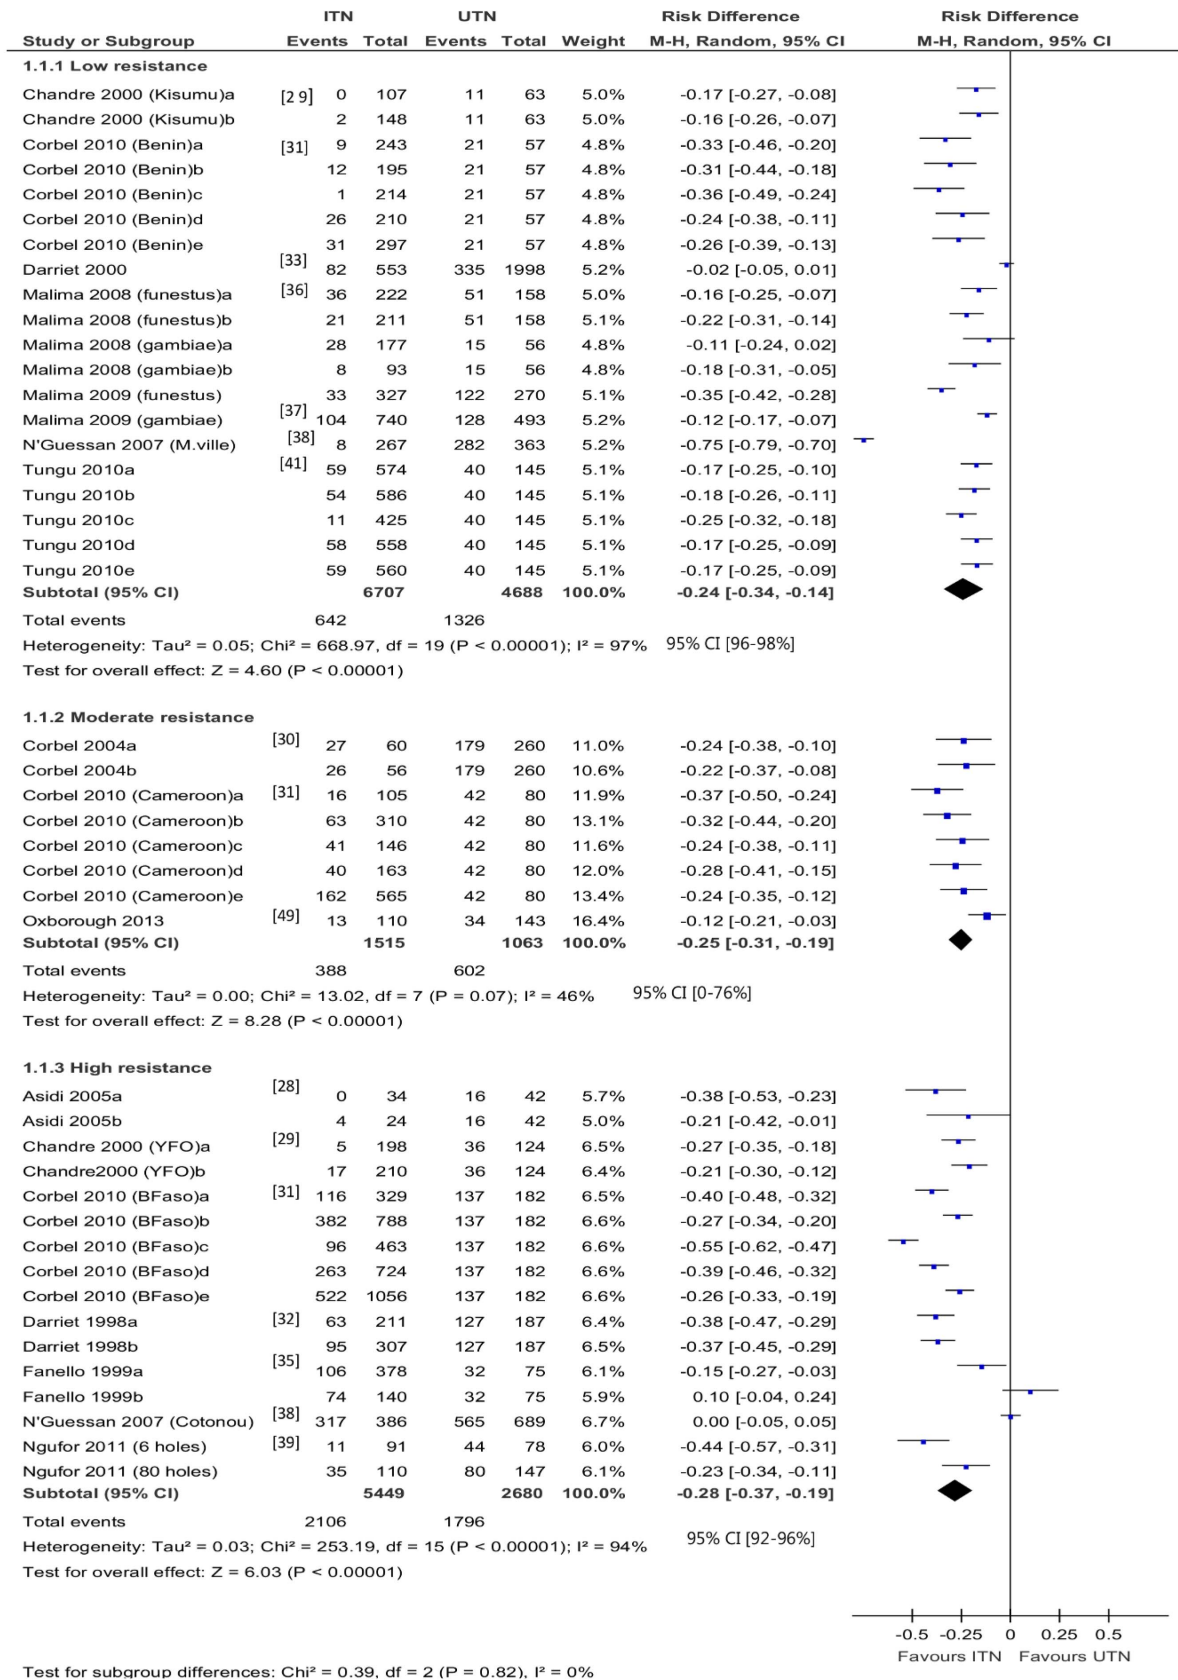 ITN UTN Risk Difference Risk Difference
Study or Subgroup Events Total Events Total Weight M-H, Random, 95% CI M-H, Random, 95% CI
1.1.1 Low resistance
Chandre 2000 (Kisumu)a [2 9] 0 107 11 63 5.0% -0.17 [-0.27, -0.08]
Chandre 2000 (Kisumu)b 2 148 11 63 5.0% -0.16 [-0.26, -0.07]
Corbel 2010 (Benin)a [31] 9 243 21 57 4.8% -0.33 [-0.46, -0.20]
Corbel 2010 (Benin)b 12 195 21 57 4.8% -0.31 [-0.44, -0.18]
Corbel 2010 (Benin)c 1 214 21 57 4.8% -0.36 [-0.49, -0.24]
Corbel 2010 (Benin)d 26 210 21 57 4.8% -0.24 [-0.38, -0.11]
Corbel 2010 (Benin)e 31 297 21 57 4.8% -0.26 [-0.39, -0.13]
Darriet 2000 [33] 82 553 335 1998 5.2% -0.02 [-0.05, 0.01]
Malima 2008 (funestus)a [36] 36 222 51 158 5.0% -0.16 [-0.25, -0.07]
Malima 2008 (funestus)b 21 211 51 158 5.1% -0.22 [-0.31, -0.14]
Malima 2008 (gambiae)a 28 177 15 56 4.8% -0.11 [-0.24, 0.02]
Malima 2008 (gambiae)b 8 93 15 56 4.8% -0.18 [-0.31, -0.05]
Malima 2009 (funestus) 33 327 122 270 5.1% -0.35 [-0.42, -0.28]
Malima 2009 (gambiae) [37] 104 740 128 493 5.2% -0.12 [-0.17, -0.07]
N'Guessan 2007 (M.ville) [38] 8 267 282 363 5.2% -0.75 [-0.79, -0.70]
Tungu 2010a [41] 59 574 40 145 5.1% -0.17 [-0.25, -0.10]
Tungu 2010b 54 586 40 145 5.1% -0.18 [-0.26, -0.11]
Tungu 2010c 11 425 40 145 5.1% -0.25 [-0.32, -0.18]
Tungu 2010d 58 558 40 145 5.1% -0.17 [-0.25, -0.09]
Tungu 2010e 59 560 40 145 5.1% -0.17 [-0.25, -0.09]
Subtotal (95% CI) 6707 4688 100.0% -0.24 [-0.34, -0.14]
Total events 642 1326
Heterogeneity: Tau² = 0.05; Chi² = 668.97, df = 19 (P < 0.00001); I² = 97% 95% CI [96-98%]
Test for overall effect: Z = 4.60 (P < 0.00001)
1.1.2 Moderate resistance
Corbel 2004a [30] 27 60 179 260 11.0% -0.24 [-0.38, -0.10]
Corbel 2004b 26 56 179 260 10.6% -0.22 [-0.37, -0.08]
Corbel 2010 (Cameroon)a [31] 16 105 42 80 11.9% -0.37 [-0.50, -0.24]
Corbel 2010 (Cameroon)b 63 310 42 80 13.1% -0.32 [-0.44, -0.20]
Corbel 2010 (Cameroon)c 41 146 42 80 11.6% -0.24 [-0.38, -0.11]
Corbel 2010 (Cameroon)d 40 163 42 80 12.0% -0.28 [-0.41, -0.15]
Corbel 2010 (Cameroon)e 162 565 42 80 13.4% -0.24 [-0.35, -0.12]
Oxborough 2013 [49] 13 110 34 143 16.4% -0.12 [-0.21, -0.03]
Subtotal (95% CI) 1515 1063 100.0% -0.25 [-0.31, -0.19]
Total events 388 602
Heterogeneity: Tau² = 0.00; Chi² = 13.02, df = 7 (P = 0.07); I² = 46% 95% CI [0-76%]
Test for overall effect: Z = 8.28 (P < 0.00001)
1.1.3 High resistance
Asidi 2005a [28] 0 34 16 42 5.7% -0.38 [-0.53, -0.23]
Asidi 2005b 4 24 16 42 5.0% -0.21 [-0.42, -0.01]
Chandre 2000 (YFO)a [29] 5 198 36 124 6.4% -0.27 [-0.35, -0.18]
Chandre2000 (YFO)b 17 210 36 124 6.4% -0.21 [-0.30, -0.12]
Corbel 2010 (BFaso)a [31] 116 329 137 182 6.5% -0.40 [-0.48, -0.32]
Corbel 2010 (BFaso)b 382 788 137 182 6.6% -0.27 [-0.34, -0.20]
Corbel 2010 (BFaso)c 96 463 137 182 6.6% -0.55 [-0.62, -0.47]
Corbel 2010 (BFaso)d 263 724 137 182 6.6% -0.39 [-0.46, -0.32]
Corbel 2010 (BFaso)e 522 1056 137 182 6.6% -0.26 [-0.33, -0.19]
Darriet 1998a [32] 63 211 127 187 6.4% -0.38 [-0.47, -0.29]
Darriet 1998b 95 307 127 187 6.5% -0.37 [-0.45, -0.29]
Fanello 1999a [35] 106 378 32 75 6.1% -0.15 [-0.27, -0.03]
Fanello 1999b 74 140 32 75 5.9% 0.10 [-0.04, 0.24]
N'Guessan 2007 (Cotonou) [38] 317 386 565 689 6.7% 0.00 [-0.05, 0.05]
Ngufor 2011 (6 holes) [39] 11 91 44 78 6.0% -0.44 [-0.57, -0.31]
Ngufor 2011 (80 holes) 35 110 80 147 6.1% -0.23 [-0.34, -0.11]
Subtotal (95% CI) 5449 2680 100.0% -0.28 [-0.37, -0.19]
Total events 2106 1796
Heterogeneity: Tau² = 0.03; Chi² = 253.19, df = 15 (P < 0.00001); I² = 94% 95% CI [92-96%]
Test for overall effect: Z = 6.03 (P < 0.00001)
-0.5 -0.25 0 0.25 0.5
Favours ITN Favours UTN
Test for subgroup differences: Chi² = 0.39, df = 2 (P = 0.82), I² = 0%